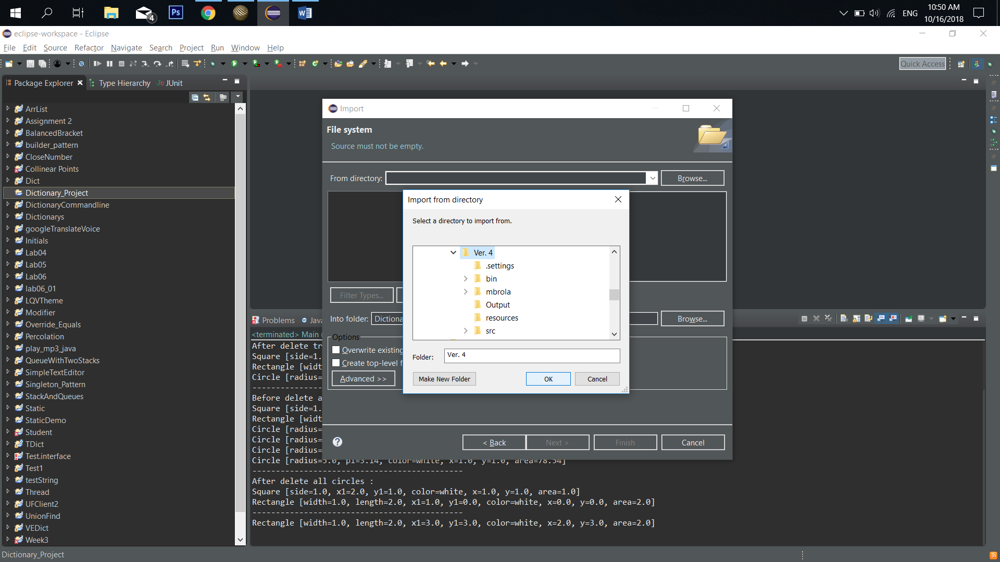 4
ENG
10:50 AM
10/16/2018
eclipse-workspace - Eclipse
File Edit Source Refactor Navigate Search Project Run Window Help
Quick Access
Package Explorer
Type Hierarchy
JUnit
ArrList
Assignment 2
BalancedBracket
builder_pattern
CloseNumber
Collinear Points
Dict
Dictionary_Project
DictionaryCommandline
Dictionarys
googleTranslateVoice
Initials
Lab04
Lab05
Lab06
lab06_01
LQVTheme
Modifier
Override_Equals
Percolation
play_mp3_java
QueueWithTwoStacks
SimpleTextEditor
Singleton_Pattern
StackAndQueues
Static
StaticDemo
Student
TDict
Test.interface
Test1
testString
Thread
UFClient2
UnionFind
VEDict
Week3
Dictionary_Project
Import
File system
Source must not be empty.
From directory:
Browse...
Filter Types...
Into folder: Dictiona
Browse...
Options
Overwrite existing
Create top-level f
Advanced >>
< Back
Next >
Finish
Cancel
Import from directory
Select a directory to import from.
Ver. 4
.settings
bin
mbrola
Output
resources
src
Folder: Ver. 4
Make New Folder
OK
Cancel
Problems
@ Java
<terminated> Main (
After delete tr
Square [side=1.
Rectangle [widt
Circle [radius=
---------------
Before delete a
Square [side=1.
Rectangle [widt
Circle [radius=
Circle [radius=
Circle [radius=
Circle [radius=5.0, pi=3.14, color=white, x=1.0, y=1.0, area=78.54]
---------------------------------------------
After delete all circles :
Square [side=1.0, x1=2.0, y1=1.0, color=white, x=1.0, y=1.0, area=1.0]
Rectangle [width=1.0, length=2.0, x1=1.0, y1=0.0, color=white, x=0.0, y=0.0, area=2.0]
---------------------------------------------
Rectangle [width=1.0, length=2.0, x1=3.0, y1=3.0, color=white, x=2.0, y=3.0, area=2.0]